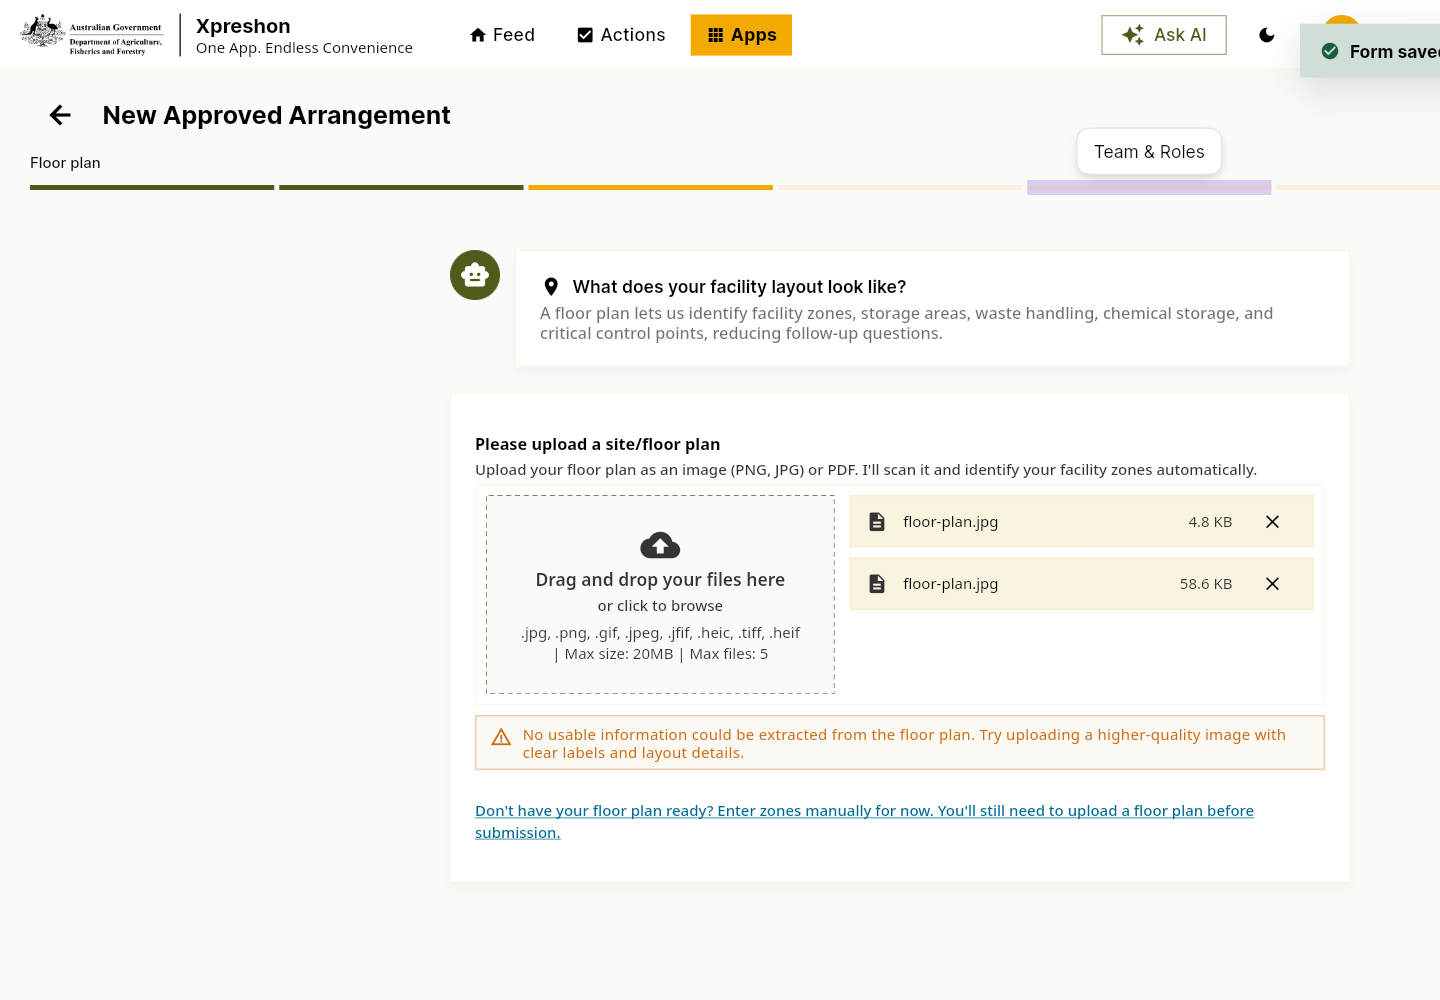 Australian Government
Department of Agriculture,
Fisheries and Forestry
Xpreshon
One App. Endless Convenience
Feed
Actions
Apps
Ask AI
Form save
New Approved Arrangement
Floor plan
Team & Roles
What does your facility layout look like?
A floor plan lets us identify facility zones, storage areas, waste handling, chemical storage, and
critical control points, reducing follow-up questions.
Please upload a site/floor plan
Upload your floor plan as an image (PNG, JPG) or PDF. I'll scan it and identify your facility zones automatically.
Drag and drop your files here
or click to browse
.jpg, .png, .gif, .jpeg, .jfif, .heic, .tiff, .heif
| Max size: 20MB | Max files: 5
floor-plan.jpg 4.8 KB
floor-plan.jpg 58.6 KB
No usable information could be extracted from the floor plan. Try uploading a higher-quality image with
clear labels and layout details.
Don't have your floor plan ready? Enter zones manually for now. You'll still need to upload a floor plan before
submission.